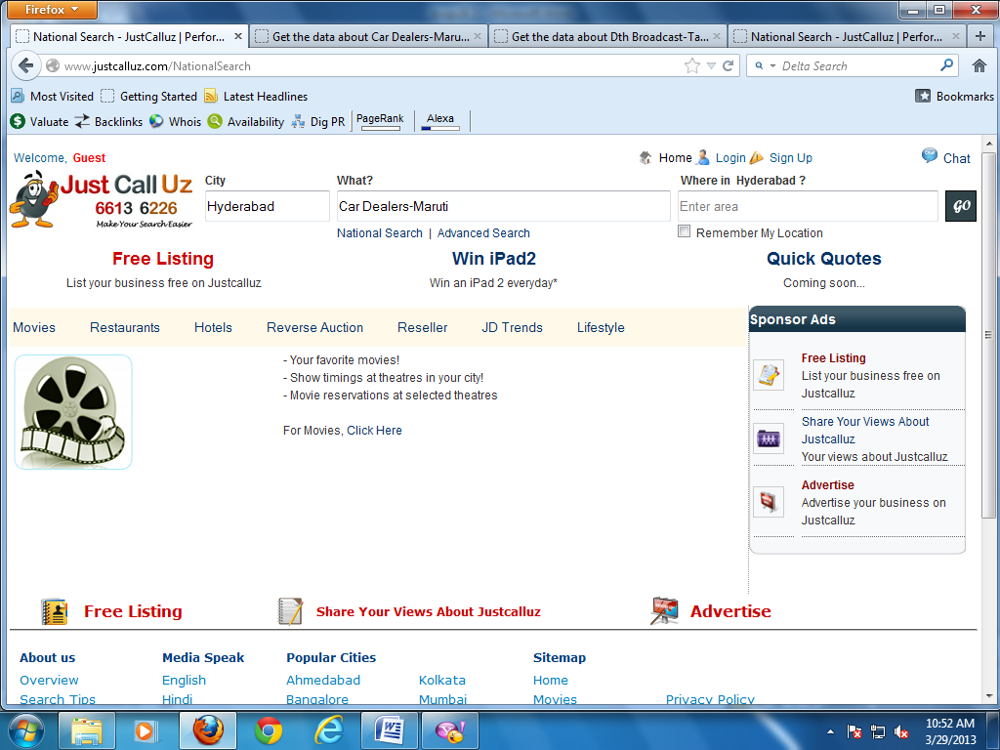 Firefox
National Search - JustCalluz | Perfor...
Get the data about Car Dealers-Maru...
Get the data about Dth Broadcast-Ta...
National Search - JustCalluz | Perfor...
www.justcalluz.com/NationalSearch
Delta Search
Most Visited Getting Started Latest Headlines
Bookmarks
Valuate Backlinks Whois Availability Dig PR PageRank Alexa
Welcome, Guest
Home Login Sign Up
Chat
Just Call Uz
6613 6226
Make Your Search Easier
City What? Where in Hyderabad ?
Hyderabad Car Dealers-Maruti Enter area GO
National Search | Advanced Search Remember My Location
Free Listing Win iPad2 Quick Quotes
List your business free on Justcalluz Win an iPad 2 everyday* Coming soon...
Movies Restaurants Hotels Reverse Auction Reseller JD Trends Lifestyle
- Your favorite movies!
- Show timings at theatres in your city!
- Movie reservations at selected theatres
For Movies, Click Here
Sponsor Ads
Free Listing
List your business free on
Justcalluz
Share Your Views About
Justcalluz
Your views about Justcalluz
Advertise
Advertise your business on
Justcalluz
Free Listing Share Your Views About Justcalluz Advertise
About us Media Speak Popular Cities Sitemap
Overview English Ahmedabad Kolkata Home
Search Tips Hindi Bangalore Mumbai Movies Privacy Policy
10:52 AM
3/29/2013